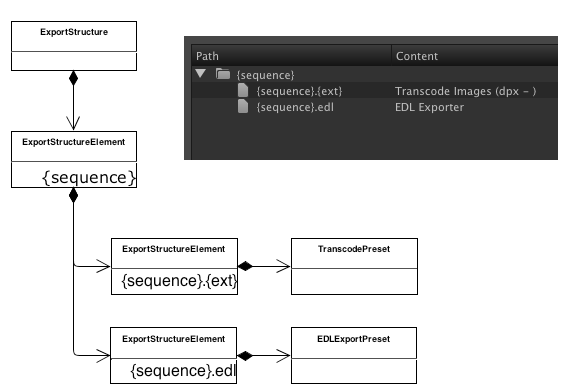 ExportStructure
Path Content
{sequence}
{sequence}.{ext} Transcode Images (dpx - )
{sequence}.edl EDL Exporter
ExportStructureElement
{sequence}
ExportStructureElement
{sequence}.{ext}
TranscodePreset
ExportStructureElement
{sequence}.edl
EDLExportPreset